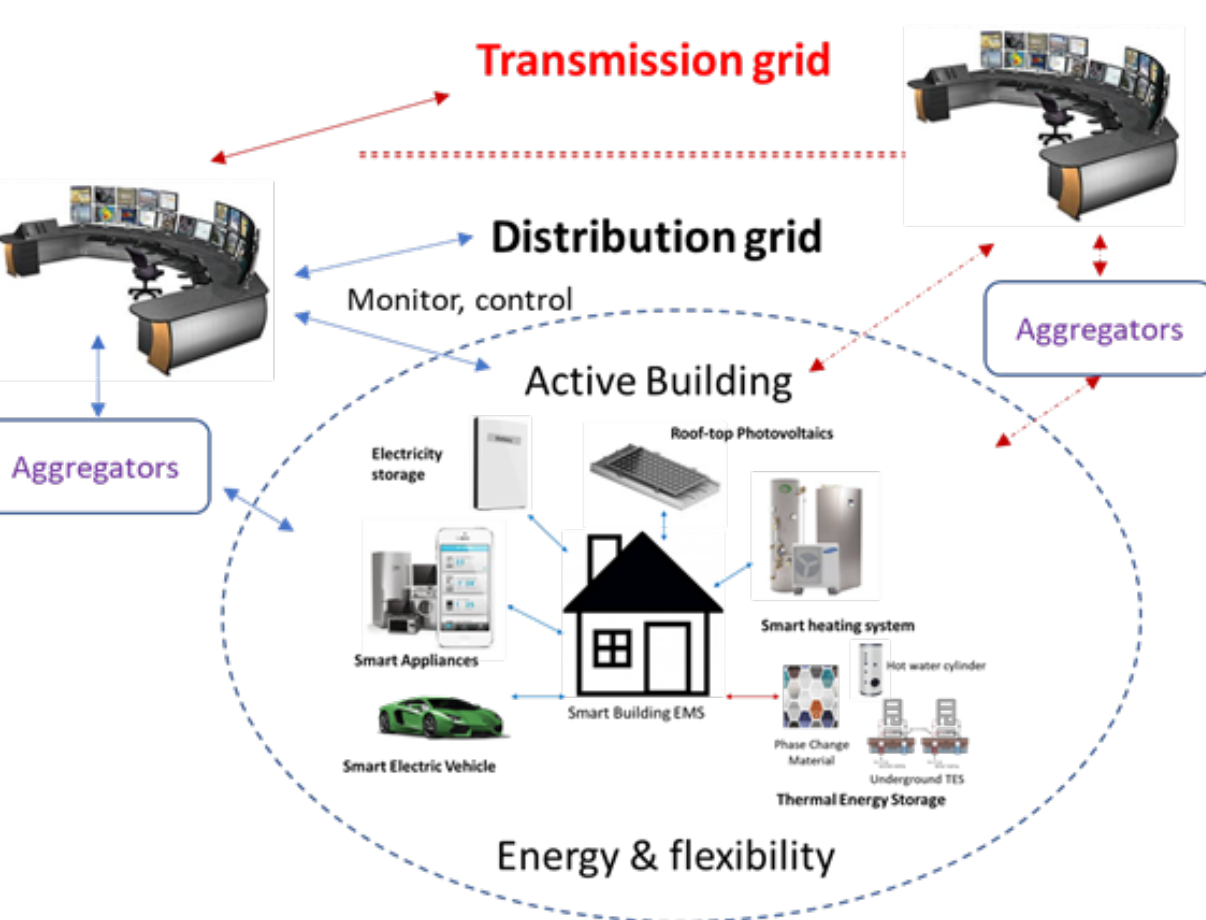 Transmission grid
Distribution grid
Monitor, control
Aggregators
Active Building
Aggregators
Electricity
storage
Roof-top Photovoltaics
Smart heating system
Smart Appliances
Hot water cylinder
Smart Building EMS
Phase Change
Material
Underground TES
Smart Electric Vehicle
Thermal Energy Storage
Energy & flexibility